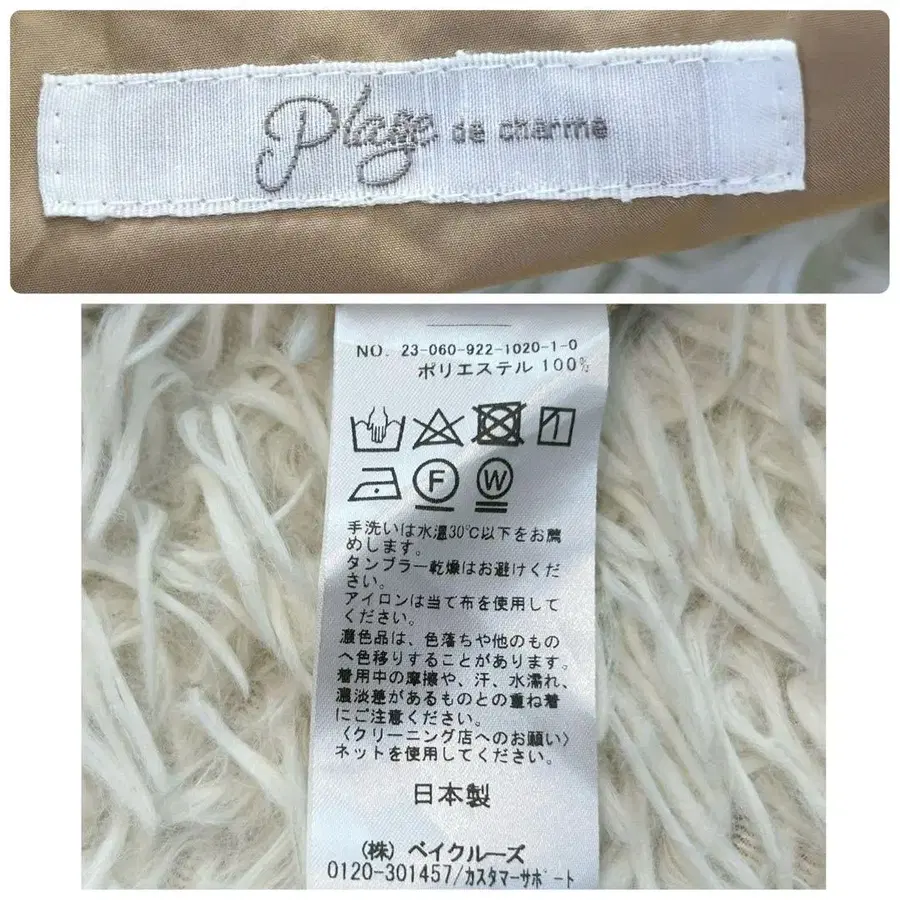 Plage de charme
NO. 23-060-922-1020-1-0
ポリエステル 100%
F
W
手洗いは水温30℃以下をお薦
めします。
タンブラー乾燥はお避けくだ
さい。
アイロンは当て布を使用して
ください。
濃色品は、色落ちや他のもの
へ色移りすることがあります。
着用中の摩擦や、汗、水濡れ、
濃淡差があるものとの重ね着
にご注意ください。
〈クリーニング店へのお願い〉
ネットを使用してください。
日本製
(株) ベイクルーズ
0120-301457/カスタマーサポート